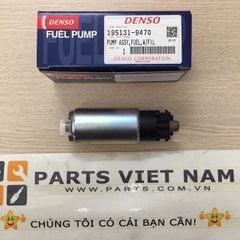 DENSO
FUEL PUMP
DENSO
195131-9470
PUMP ASSY,FUEL,W/FIL
1
DENSO CORPORATION
PARTS VIET NAM
WWW.PARTS.COM.VN
CHÚNG TÔI CÓ CÁI BẠN CẦN!